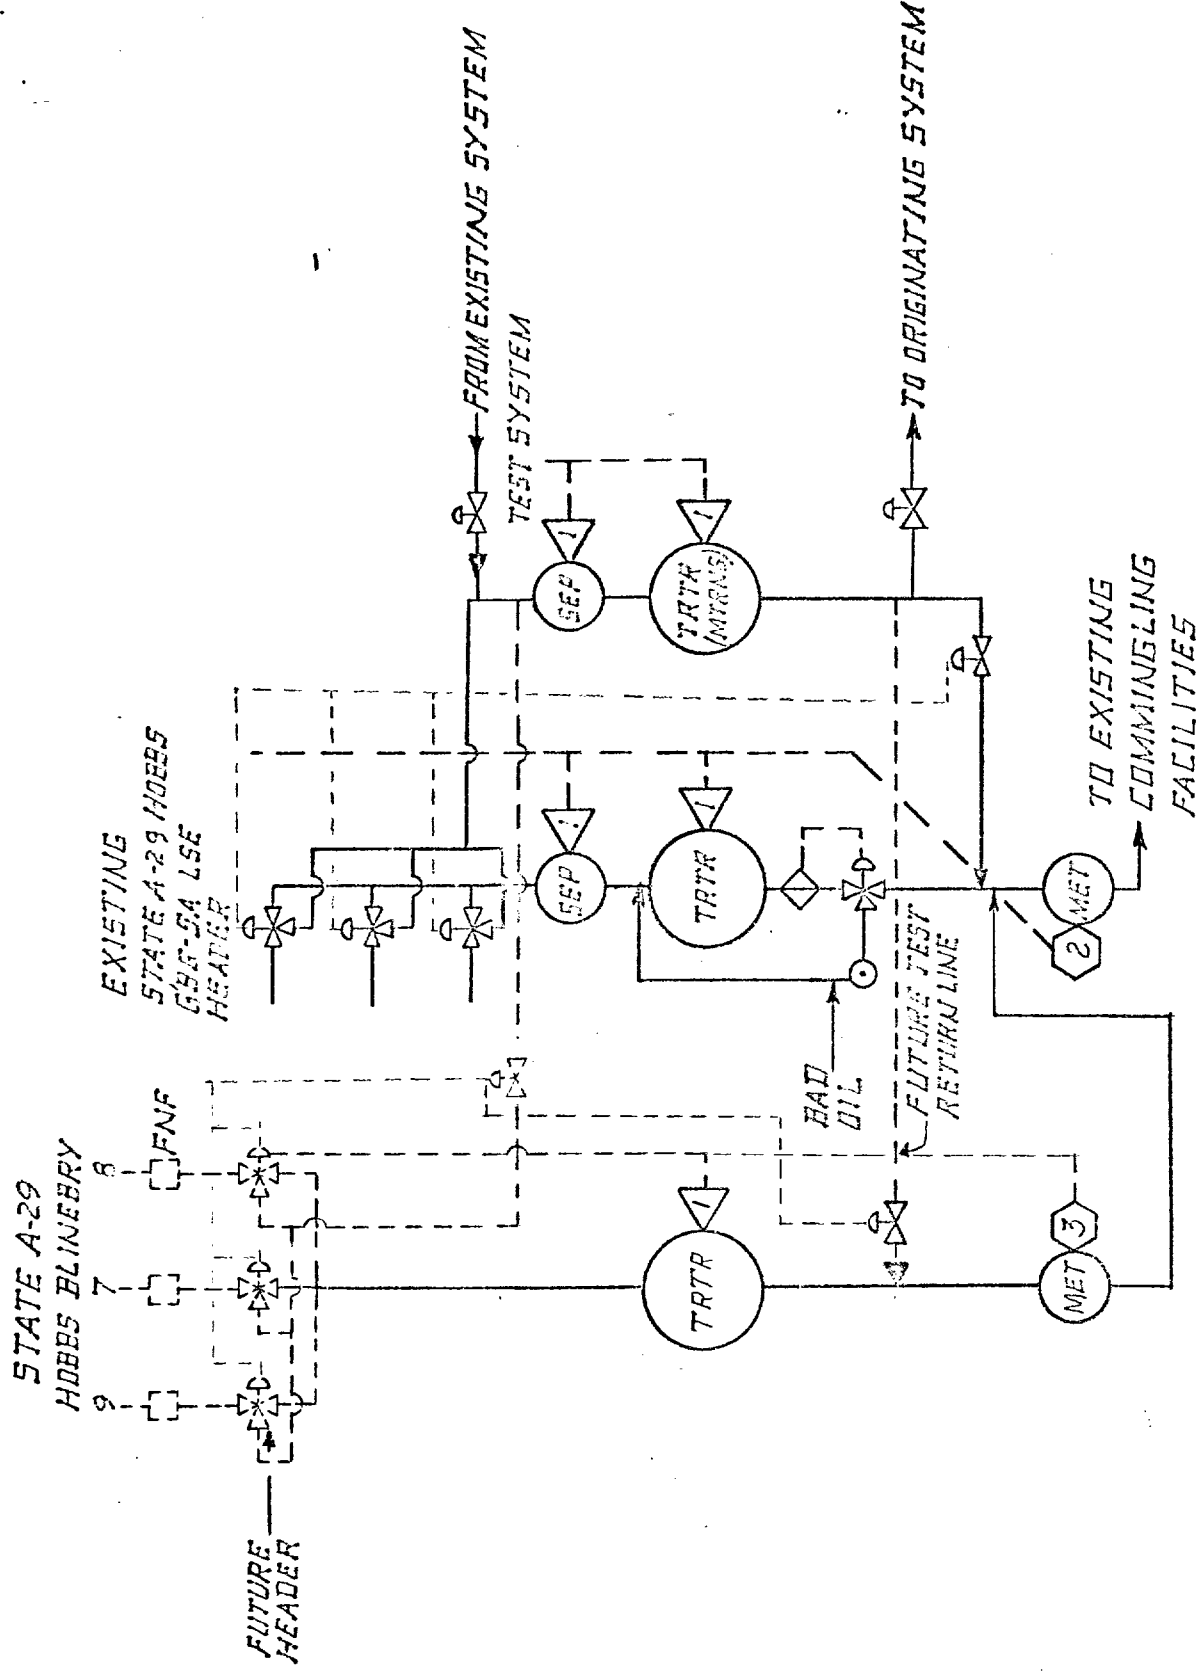 STATE A-29
HOBBS BLINEBRY
9
7
8
FNF
FUTURE
HEADER
EXISTING
STATE A-29 HOBBS
G'BG-SA LSE
HEADER
FROM EXISTING SYSTEM
TEST SYSTEM
SEP
1
TRTR
(MTRNS)
1
SEP
1
TRTR
1
TRTR
1
BAD
OIL
FUTURE TEST
RETURN LINE
TO ORIGINATING SYSTEM
MET
2
MET
3
TO EXISTING
COMMINGLING
FACILITIES